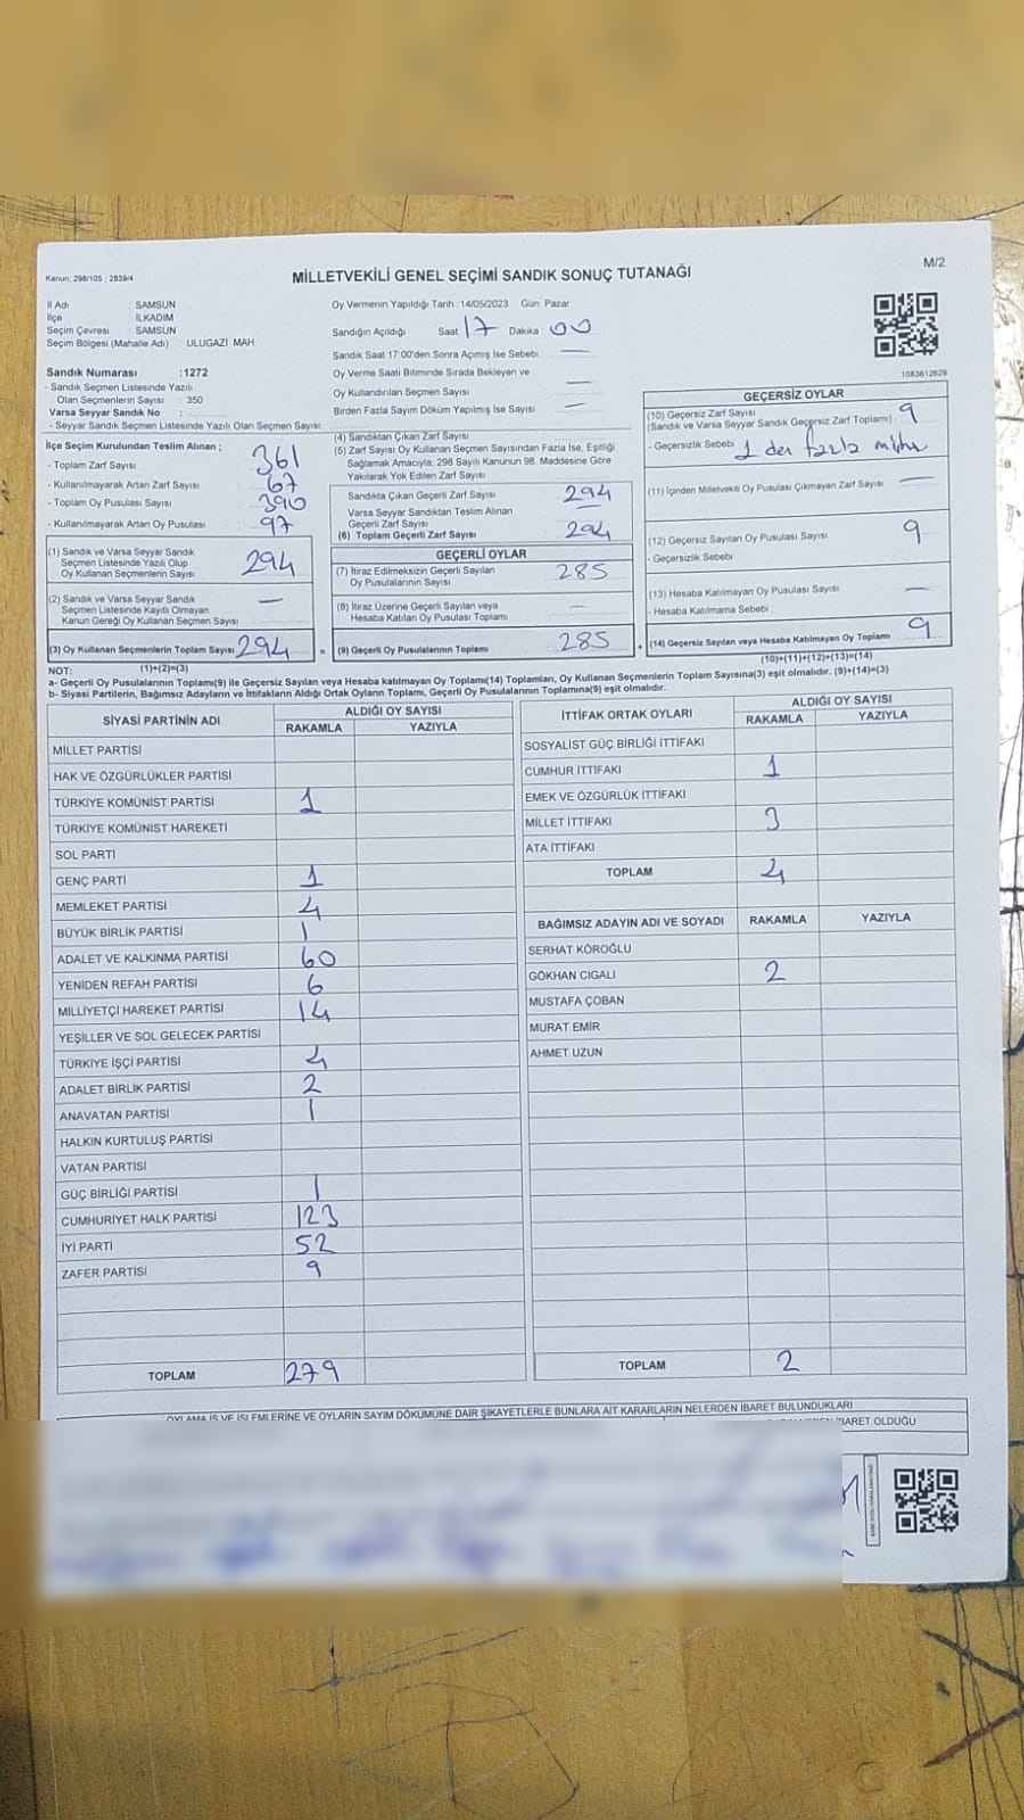 Kanun: 298/105 ; 2839/4
MİLLETVEKİLİ GENEL SEÇİMİ SANDIK SONUÇ TUTANAĞI
M/2
İl Adı : SAMSUN
İlçe : İLKADIM
Seçim Çevresi : SAMSUN
Seçim Bölgesi (Mahalle Adı) ULUGAZİ MAH
Sandık Numarası :1272
- Sandık Seçmen Listesinde Yazılı
Olan Seçmenlerin Sayısı : 350
Varsa Seyyar Sandık No :
- Seyyar Sandık Seçmen Listesinde Yazılı Olan Seçmen Sayısı:
İlçe Seçim Kurulundan Teslim Alınan ;
- Toplam Zarf Sayısı 361
- Kullanılmayarak Artan Zarf Sayısı 67
- Toplam Oy Pusulası Sayısı 390
- Kullanılmayarak Artan Oy Pusulası 97
(1) Sandık ve Varsa Seyyar Sandık
Seçmen Listesinde Yazılı Olup
Oy Kullanan Seçmenlerin Sayısı 294
(2) Sandık ve Varsa Seyyar Sandık
Seçmen Listesinde Kayıtlı Olmayan
Kanun Gereği Oy Kullanan Seçmen Sayısı —
(3) Oy Kullanan Seçmenlerin Toplam Sayısı 294
Oy Vermenin Yapıldığı Tarih :14/05/2023 Gün: Pazar
Sandığın Açıldığı Saat 17 Dakika : 00
Sandık Saat 17:00'den Sonra Açımış İse Sebebi —
Oy Verme Saati Bitiminde Sırada Bekleyen ve
Oy Kullandırılan Seçmen Sayısı —
Birden Fazla Sayım Döküm Yapılmış İse Sayısı —
(4) Sandıktan Çıkan Zarf Sayısı
(5) Zarf Sayısı Oy Kullanan Seçmen Sayısından Fazla İse, Eşitliği
Sağlamak Amacıyla; 298 Sayılı Kanunun 98. Maddesine Göre
Yakılarak Yok Edilen Zarf Sayısı
Sandıkta Çıkan Geçerli Zarf Sayısı 294
Varsa Seyyar Sandıktan Teslim Alınan
Geçerli Zarf Sayısı
(6) Toplam Geçerli Zarf Sayısı 294
GEÇERLİ OYLAR
(7) İtiraz Edilmeksizin Geçerli Sayılan
Oy Pusulalarının Sayısı 285
(8) İtiraz Üzerine Geçerli Sayılan veya
Hesaba Katılan Oy Pusulası Toplamı —
= (9) Geçerli Oy Pusulalarının Toplamı 285
1083612829
GEÇERSİZ OYLAR
(10) Geçersiz Zarf Sayısı
(Sandık ve Varsa Seyyar Sandık Geçersiz Zarf Toplamı) 9
- Geçersizlik Sebebi 1 den fazla
(11) İçinden Milletvekili Oy Pusulası Çıkmayan Zarf Sayısı —
(12) Geçersiz Sayılan Oy Pusulası Sayısı 9
- Geçersizlik Sebebi
(13) Hesaba Katılmayan Oy Pusulası Sayısı —
- Hesaba Katılmama Sebebi
+ (14) Geçersiz Sayılan veya Hesaba Katılmayan Oy Toplamı 9
NOT: (1)+(2)=(3)
(10)+(11)+(12)+(13)=(14)
a- Geçerli Oy Pusulalarının Toplamı(9) ile Geçersiz Sayılan veya Hesaba katılmayan Oy Toplamı(14) Toplamları, Oy Kullanan Seçmenlerin Toplam Sayısına(3) eşit olmalıdır. (9)+(14)=(3)
b- Siyasi Partilerin, Bağımsız Adayların ve İttifakların Aldığı Ortak Oyların Toplamı, Geçerli Oy Pusulalarının Toplamına(9) eşit olmalıdır.
SİYASİ PARTİNİN ADI ALDIĞI OY SAYISI
RAKAMLA YAZIYLA
MİLLET PARTİSİ
HAK VE ÖZGÜRLÜKLER PARTİSİ
TÜRKİYE KOMÜNİST PARTİSİ 1
TÜRKİYE KOMÜNİST HAREKETİ
SOL PARTİ
GENÇ PARTİ 1
MEMLEKET PARTİSİ 4
BÜYÜK BİRLİK PARTİSİ 1
ADALET VE KALKINMA PARTİSİ 60
YENİDEN REFAH PARTİSİ 6
MİLLİYETÇİ HAREKET PARTİSİ 14
YEŞİLLER VE SOL GELECEK PARTİSİ
TÜRKİYE İŞÇİ PARTİSİ 4
ADALET BİRLİK PARTİSİ 2
ANAVATAN PARTİSİ 1
HALKIN KURTULUŞ PARTİSİ
VATAN PARTİSİ
GÜÇ BİRLİĞİ PARTİSİ 1
CUMHURİYET HALK PARTİSİ 123
İYİ PARTİ 52
ZAFER PARTİSİ 9
TOPLAM 279
İTTİFAK ORTAK OYLARI ALDIĞI OY SAYISI
RAKAMLA YAZIYLA
SOSYALİST GÜÇ BİRLİĞİ İTTİFAKI
CUMHUR İTTİFAKI 1
EMEK VE ÖZGÜRLÜK İTTİFAKI
MİLLET İTTİFAKI 3
ATA İTTİFAKI
TOPLAM 4
BAĞIMSIZ ADAYIN ADI VE SOYADI RAKAMLA YAZIYLA
SERHAT KÖROĞLU
GÖKHAN CIGALI 2
MUSTAFA ÇOBAN
MURAT EMİR
AHMET UZUN
TOPLAM 2
OYLAMA İŞ VE İŞLEMLERİNE VE OYLARIN SAYIM DÖKÜMÜNE DAİR ŞİKAYETLERLE BUNLARA AİT KARARLARIN NELERDEN İBARET BULUNDUKLARI
İBARET OLDUĞU